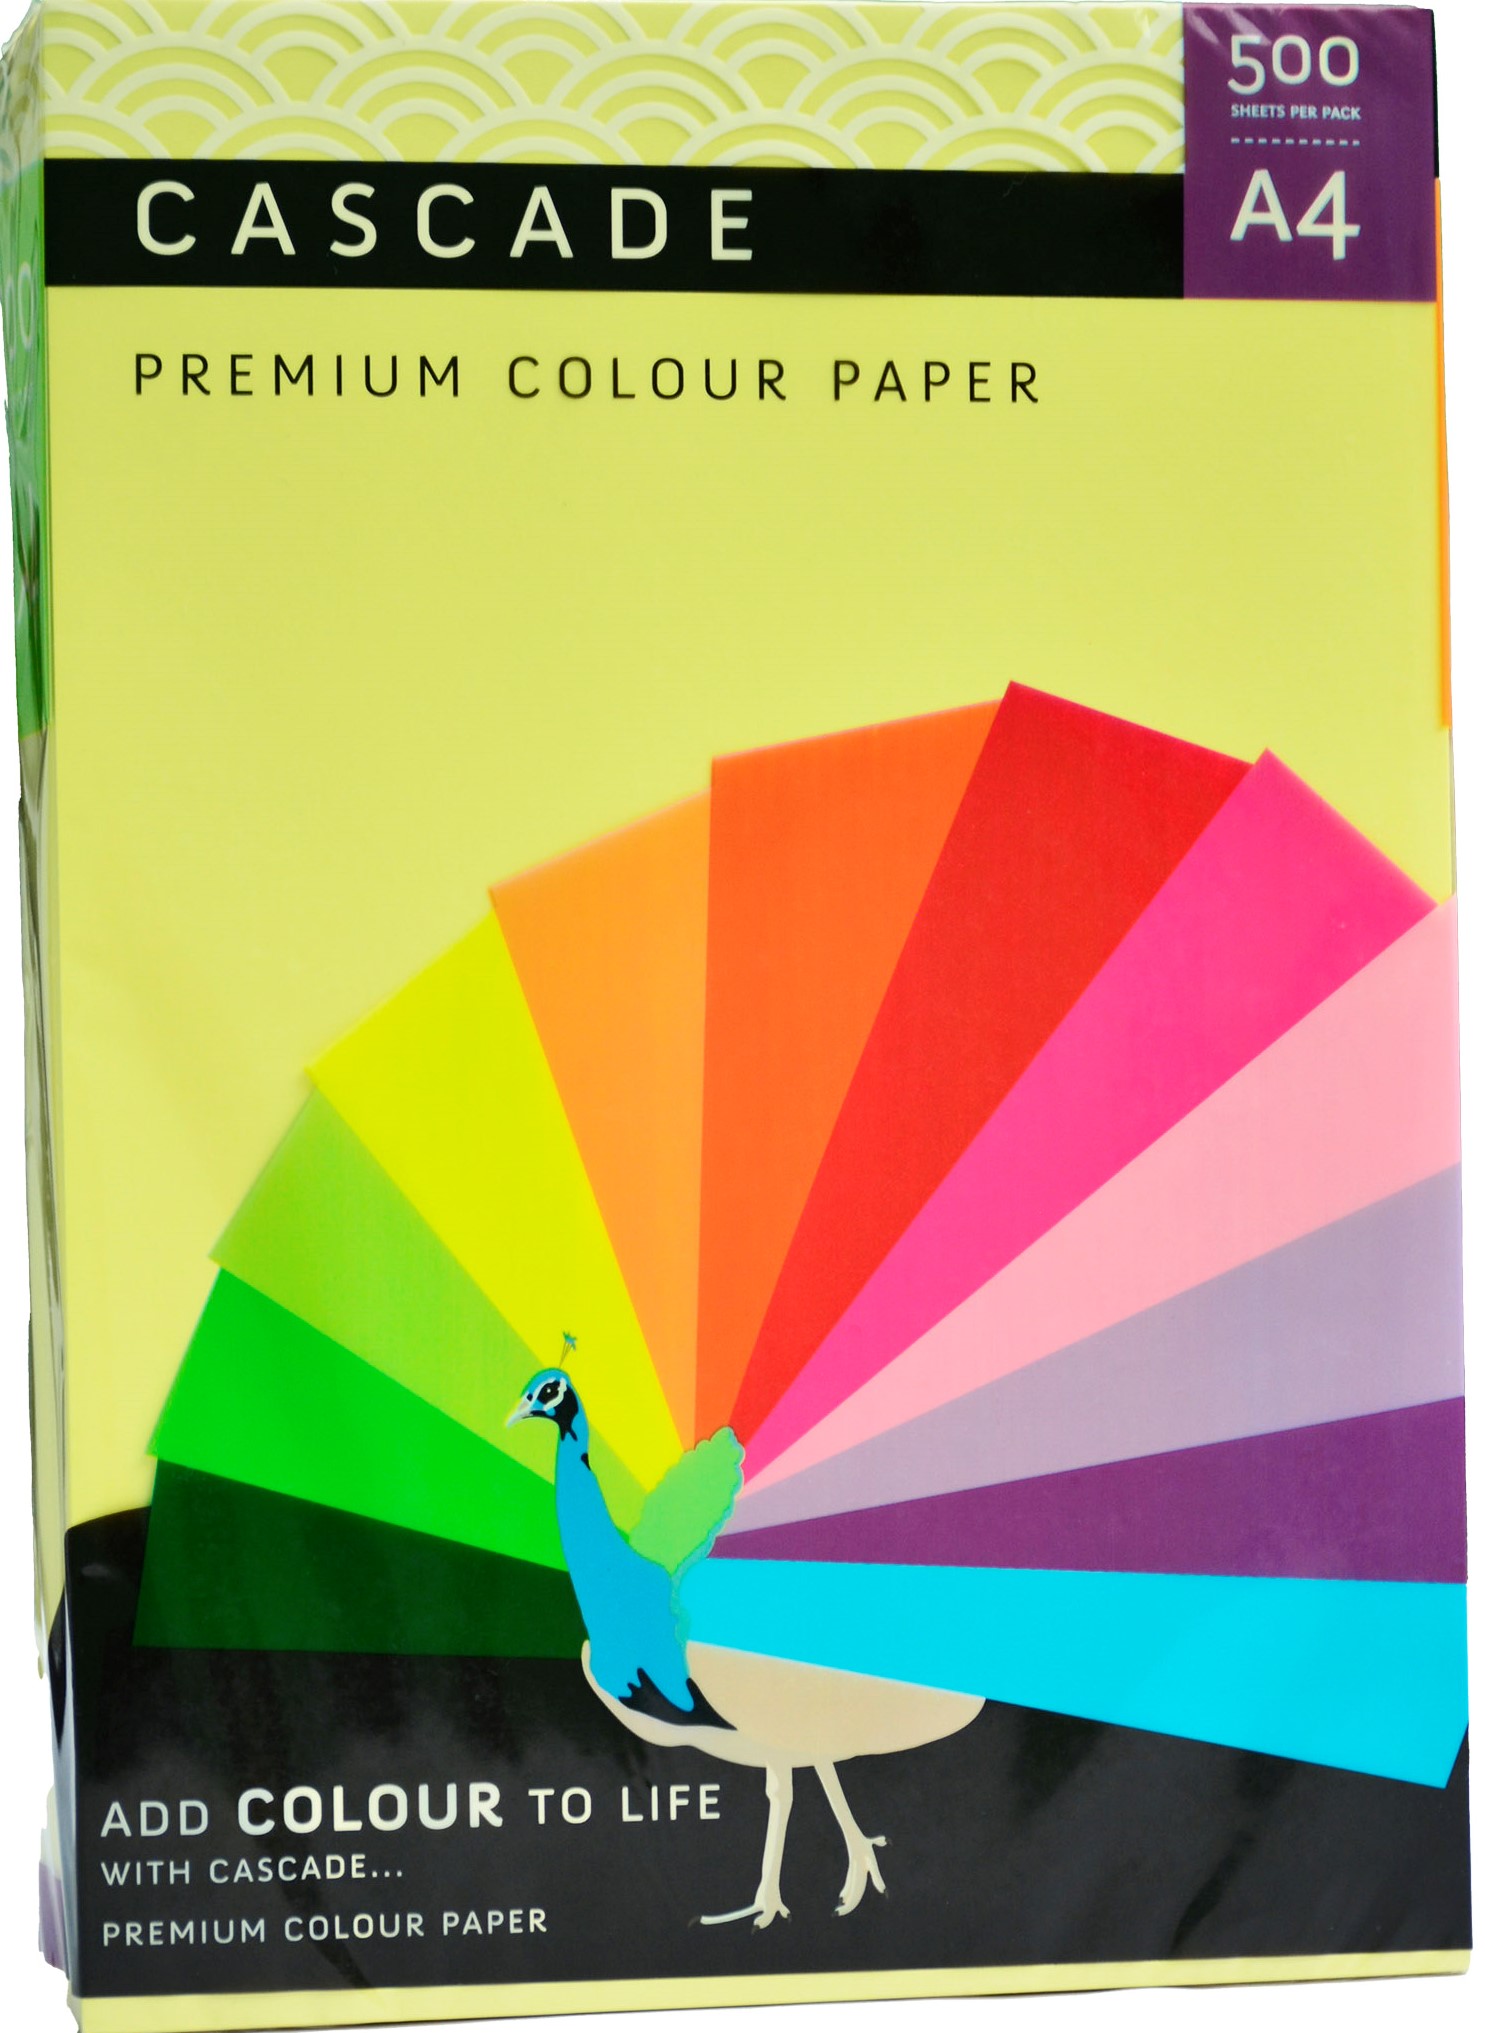 500
SHEETS PER PACK
A4
CASCADE
PREMIUM COLOUR PAPER
ADD COLOUR TO LIFE
WITH CASCADE...
PREMIUM COLOUR PAPER